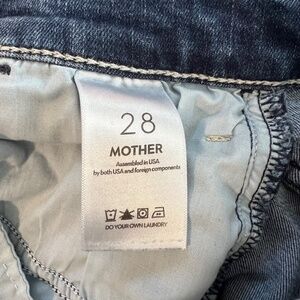 28
MOTHER
Assembled in USA
by both USA and foreign components
DO YOUR OWN LAUNDRY